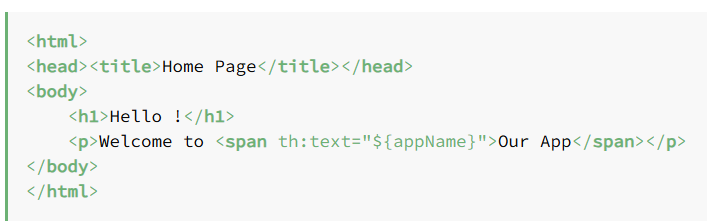 <html>
<head><title>Home Page</title></head>
<body>
    <h1>Hello !</h1>
    <p>Welcome to <span th:text="${appName}">Our App</span></p>
</body>
</html>